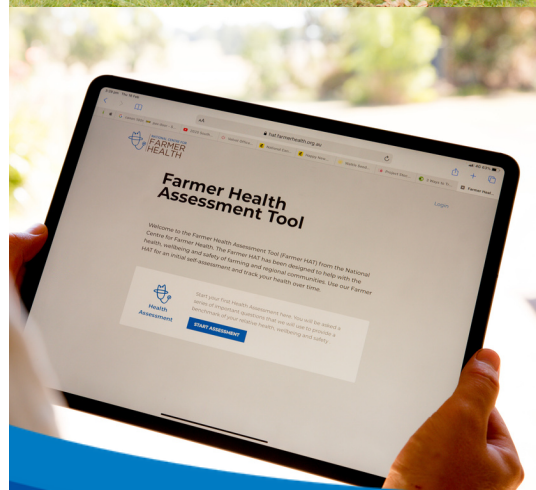 hat.farmerhealth.org.au
NATIONAL CENTRE FOR
FARMER
HEALTH
Login
Farmer Health
Assessment Tool
Welcome to the Farmer Health Assessment Tool (Farmer HAT) from the National
Centre for Farmer Health. The Farmer HAT has been designed to help with the
health, wellbeing and safety of farming and regional communities. Use our Farmer
HAT for an initial self-assessment and track your health over time.
Health
Assessment
Start your first Health Assessment here. You will be asked a
series of important questions that we will use to provide a
benchmark of your relative health, wellbeing and safety.
START ASSESSMENT